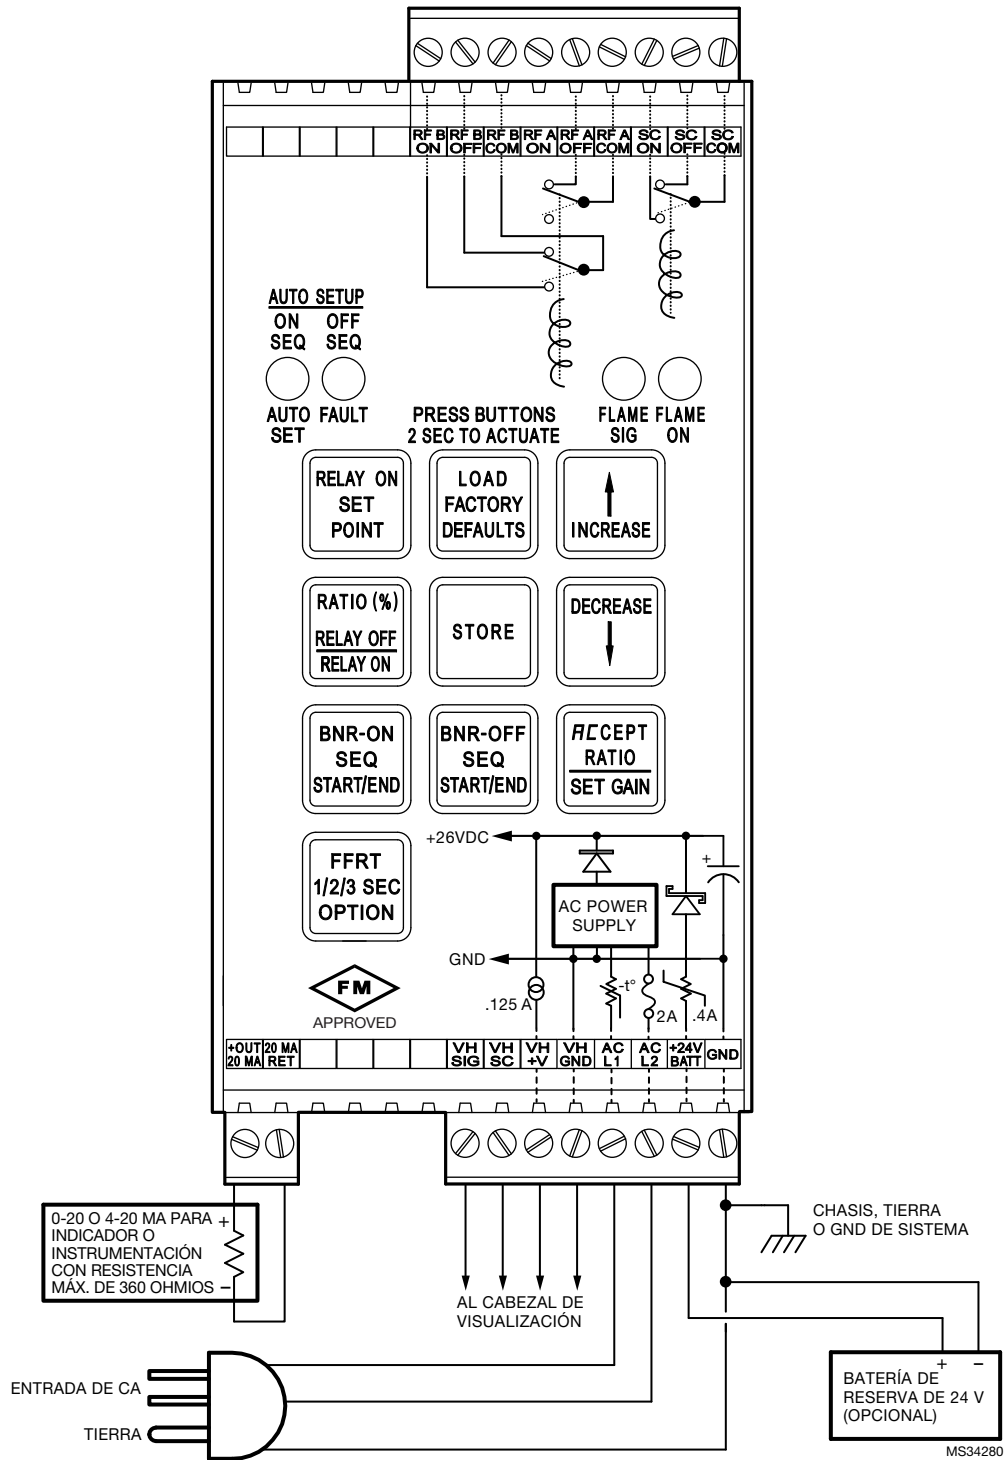 RF B ON
RF B OFF
RF B COM
RF A ON
RF A OFF
RF A COM
SC ON
SC OFF
SC COM
AUTO SETUP
ON SEQ
OFF SEQ
AUTO SET
FAULT
PRESS BUTTONS
2 SEC TO ACTUATE
FLAME SIG
FLAME ON
RELAY ON
SET
POINT
LOAD
FACTORY
DEFAULTS
INCREASE
RATIO (%)
RELAY OFF
RELAY ON
STORE
DECREASE
BNR-ON
SEQ
START/END
BNR-OFF
SEQ
START/END
ACCEPT
RATIO
SET GAIN
FFRT
1/2/3 SEC
OPTION
+26VDC
+
AC POWER
SUPPLY
GND
-t°
.125 A
2A
.4A
FM
APPROVED
+OUT 20 MA
20 MA RET
VH SIG
VH SC
VH +V
VH GND
AC L1
AC L2
+24V BATT
GND
0-20 O 4-20 MA PARA +
INDICADOR O
INSTRUMENTACIÓN
CON RESISTENCIA
MÁX. DE 360 OHMIOS –
CHASIS, TIERRA
O GND DE SISTEMA
AL CABEZAL DE
VISUALIZACIÓN
ENTRADA DE CA
TIERRA
+ –
BATERÍA DE
RESERVA DE 24 V
(OPCIONAL)
MS34280